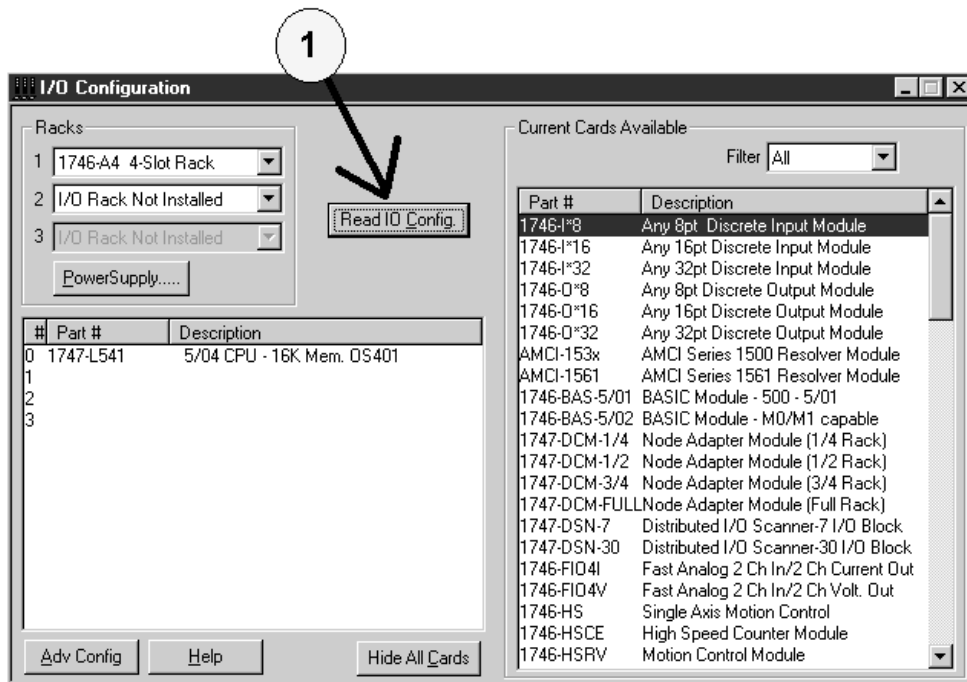 1
I/O Configuration
Racks
1 1746-A4 4-Slot Rack
2 I/O Rack Not Installed
3 I/O Rack Not Installed
PowerSupply.....
Read IO Config.
# Part # Description
0 1747-L541 5/04 CPU - 16K Mem. OS401
1
2
3
Adv Config
Help
Hide All Cards
Current Cards Available
Filter All
Part # Description
1746-I*8 Any 8pt Discrete Input Module
1746-I*16 Any 16pt Discrete Input Module
1746-I*32 Any 32pt Discrete Input Module
1746-O*8 Any 8pt Discrete Output Module
1746-O*16 Any 16pt Discrete Output Module
1746-O*32 Any 32pt Discrete Output Module
AMCI-153x AMCI Series 1500 Resolver Module
AMCI-1561 AMCI Series 1561 Resolver Module
1746-BAS-5/01 BASIC Module - 500 - 5/01
1746-BAS-5/02 BASIC Module - M0/M1 capable
1747-DCM-1/4 Node Adapter Module (1/4 Rack)
1747-DCM-1/2 Node Adapter Module (1/2 Rack)
1747-DCM-3/4 Node Adapter Module (3/4 Rack)
1747-DCM-FULL Node Adapter Module (Full Rack)
1747-DSN-7 Distributed I/O Scanner-7 I/O Block
1747-DSN-30 Distributed I/O Scanner-30 I/O Block
1746-FIO4I Fast Analog 2 Ch In/2 Ch Current Out
1746-FIO4V Fast Analog 2 Ch In/2 Ch Volt. Out
1746-HS Single Axis Motion Control
1746-HSCE High Speed Counter Module
1746-HSRV Motion Control Module